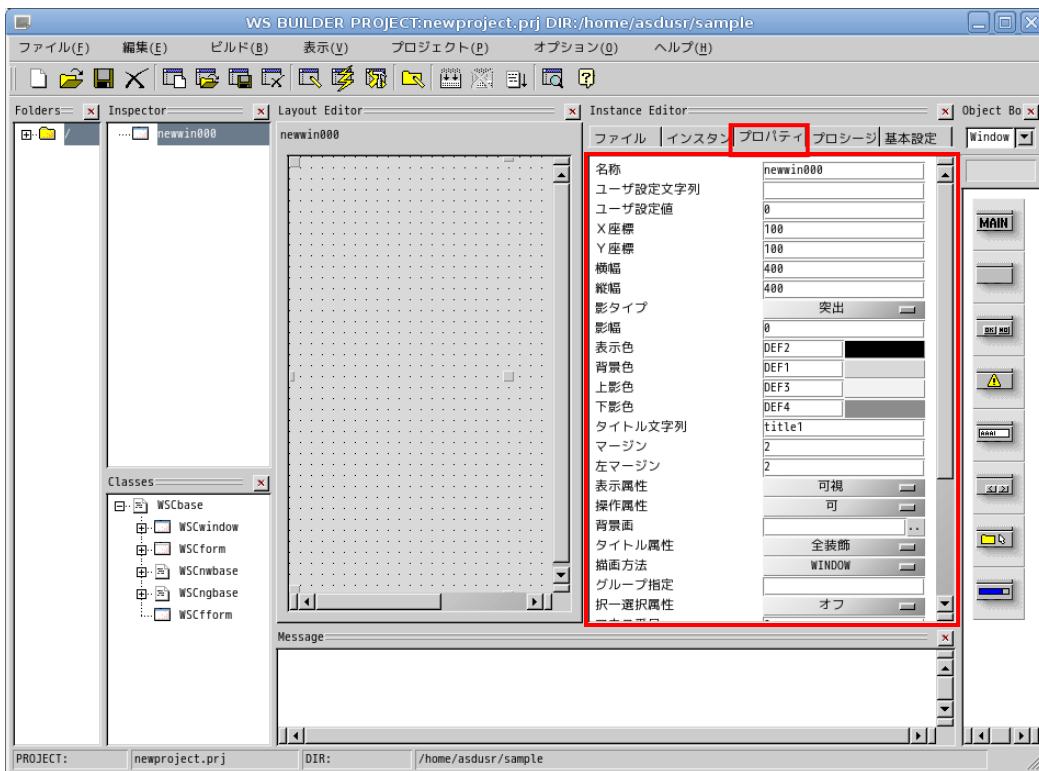 WS BUILDER PROJECT:newproject.prj DIR:/home/asdusr/sample
ファイル(F) 編集(E) ビルド(B) 表示(V) プロジェクト(P) オプション(O) ヘルプ(H)
Folders
/
Inspector
newwin000
Classes
WSCbase
WSCwindow
WSCform
WSCnwbase
WSCngbase
WSCfform
Layout Editor
newwin000
Instance Editor
ファイル インスタン プロパティ プロシージ 基本設定
名称 newwin000
ユーザ設定文字列
ユーザ設定値 0
X座標 100
Y座標 100
横幅 400
縦幅 400
影タイプ 突出
影幅 0
表示色 DEF2
背景色 DEF1
上影色 DEF3
下影色 DEF4
タイトル文字列 title1
マージン 2
左マージン 2
表示属性 可視
操作属性 可
背景画 ..
タイトル属性 全装飾
描画方法 WINDOW
グループ指定
択一選択属性 オフ
Object Bo
Window
MAIN
OK NO
Message
PROJECT: newproject.prj DIR: /home/asdusr/sample